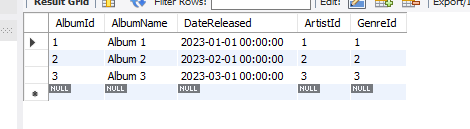 Result Grid Filter Rows: Edit: Export/I
AlbumId AlbumName DateReleased ArtistId GenreId
1 Album 1 2023-01-01 00:00:00 1 1
2 Album 2 2023-02-01 00:00:00 2 2
3 Album 3 2023-03-01 00:00:00 3 3
NULL NULL NULL NULL NULL